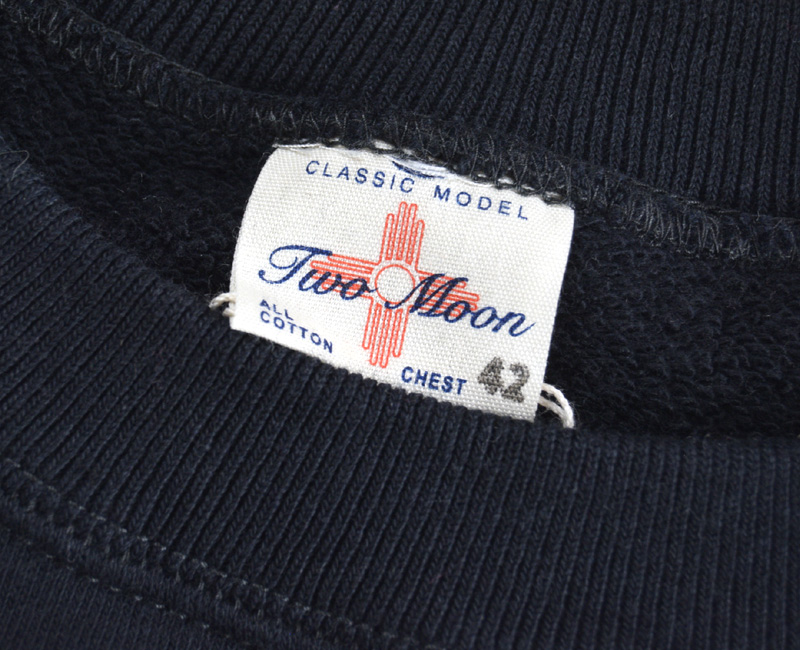 CLASSIC MODEL
Two Moon
ALL
COTTON
CHEST 42